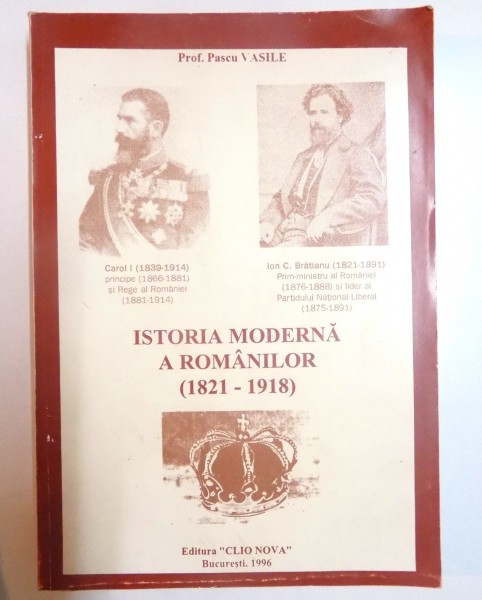 Prof. Pascu VASILE
Carol I (1839-1914)
principe (1866-1881)
și Rege al României
(1881-1914)
Ion C. Brătianu (1821-1891)
Prim-ministru al României
(1876-1888) și lider al
Partidului Național Liberal
(1875-1891)
ISTORIA MODERNĂ
A ROMÂNILOR
(1821 - 1918)
Editura "CLIO NOVA"
București. 1996